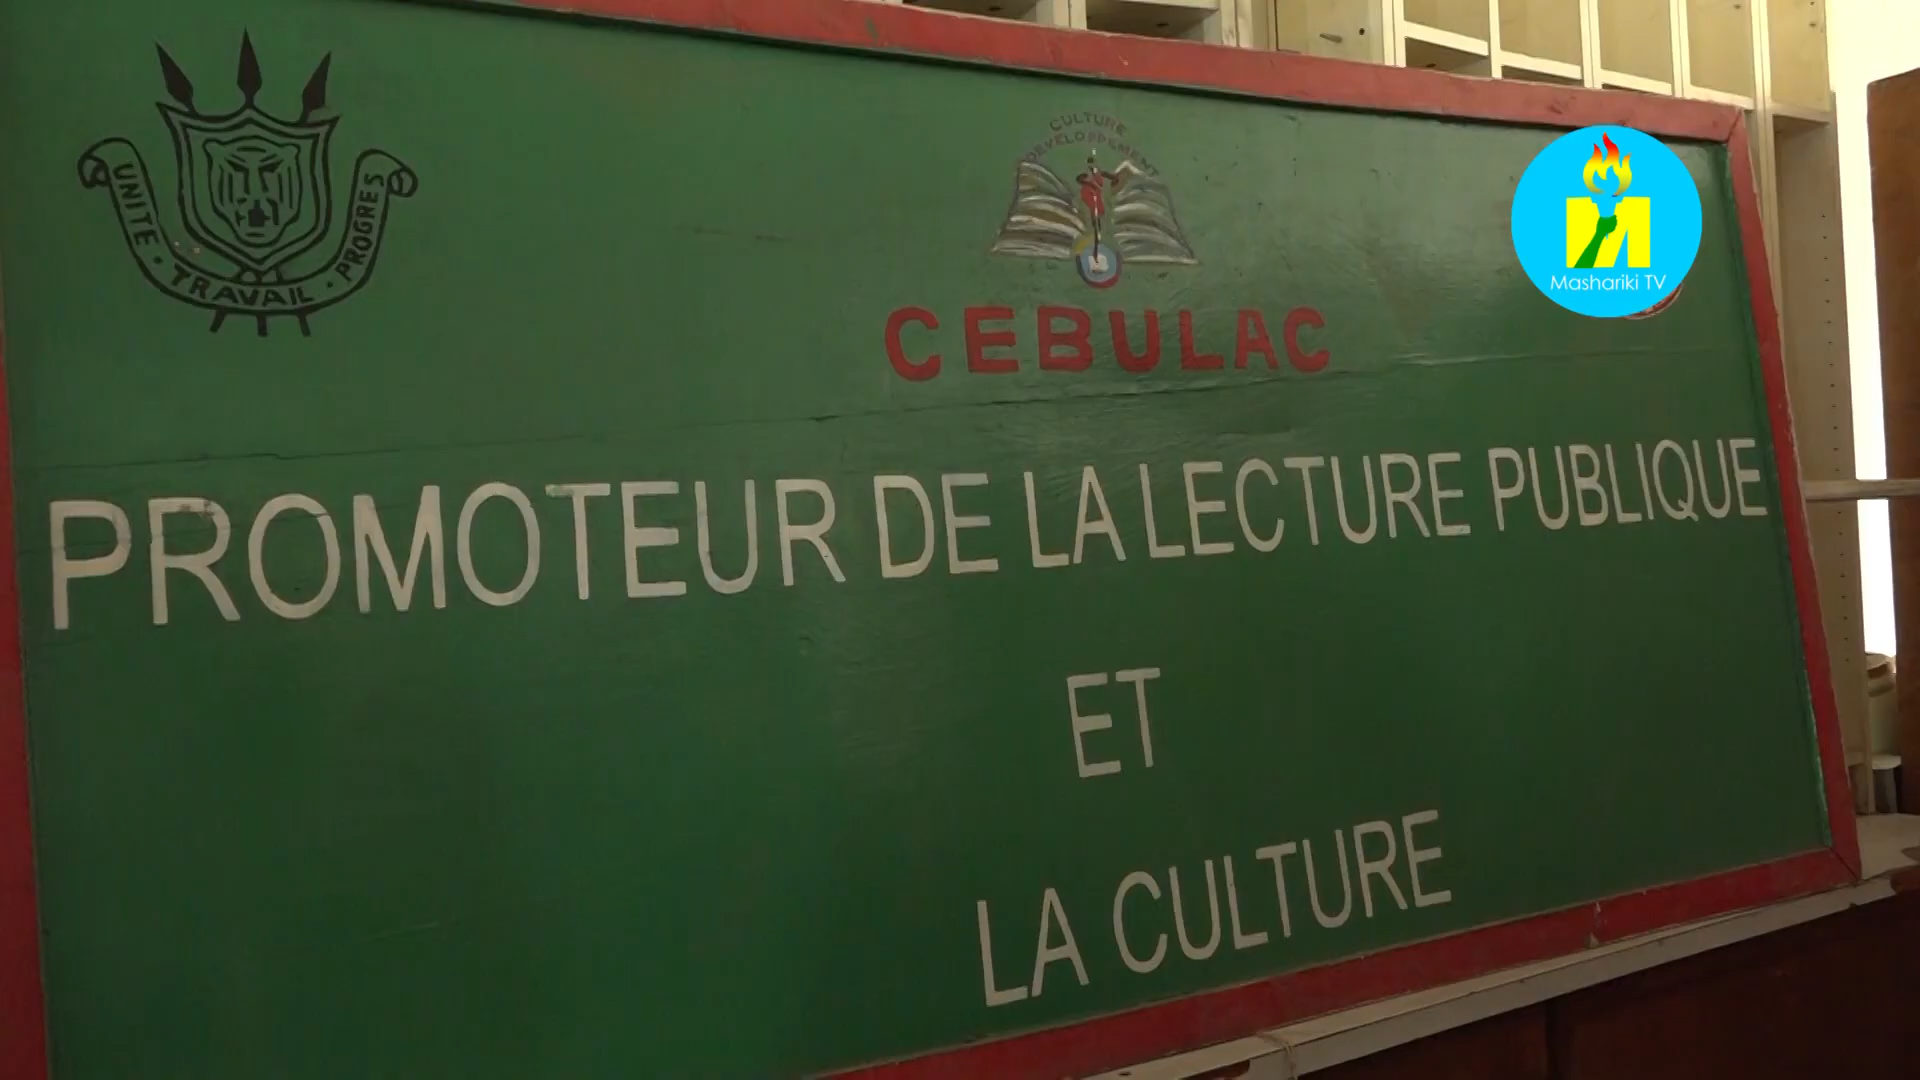 UNITE · TRAVAIL · PROGRES
CULTURE
DEVELOPPEMENT
CEBULAC
Mashariki TV
PROMOTEUR DE LA LECTURE PUBLIQUE
ET
LA CULTURE